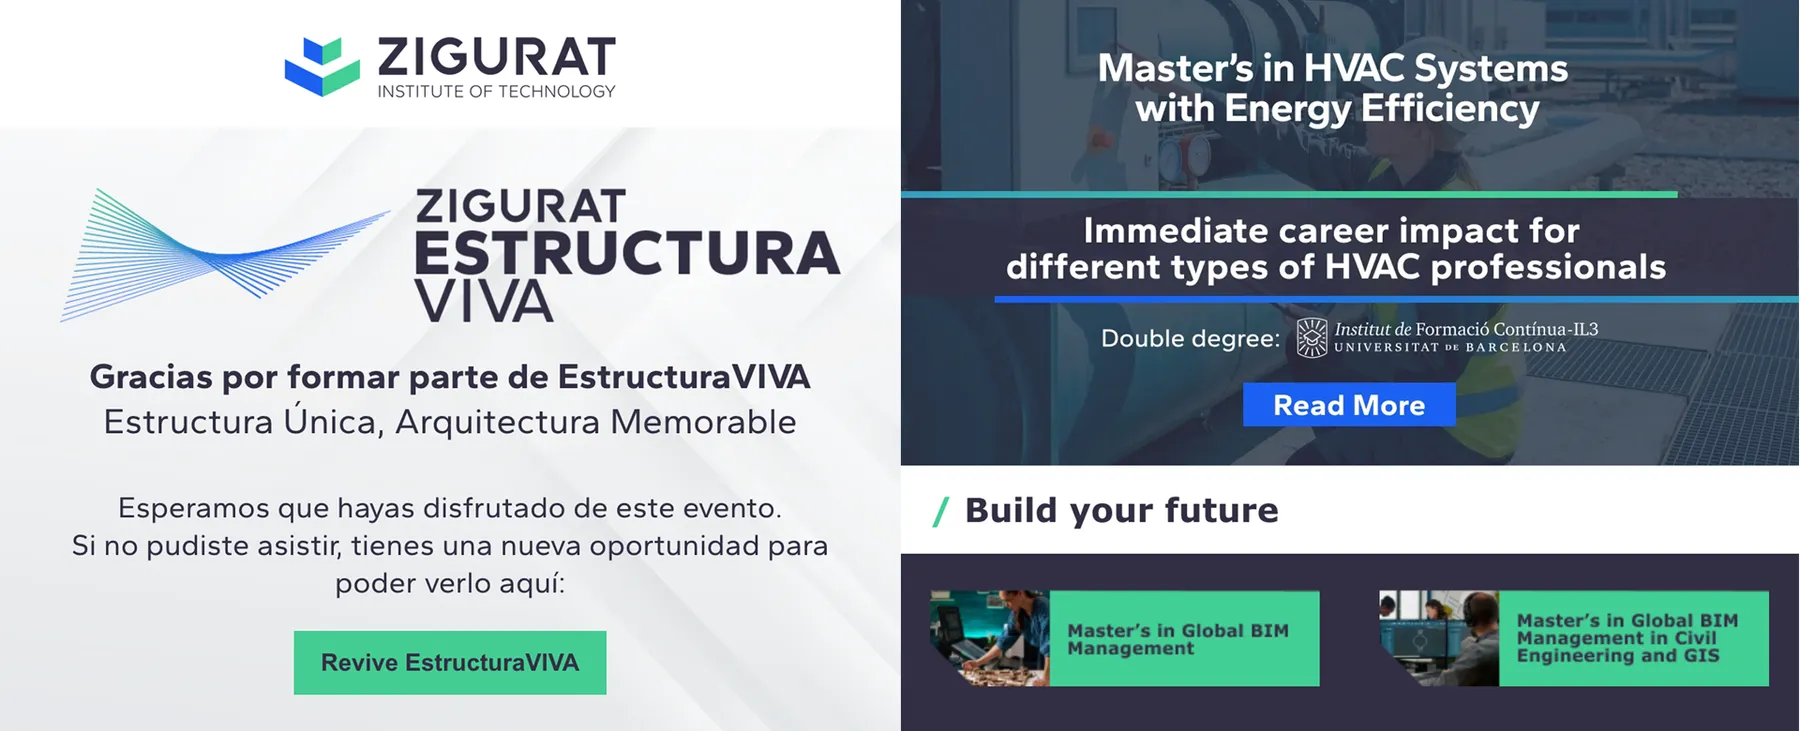 ZIGURAT
INSTITUTE OF TECHNOLOGY
ZIGURAT
ESTRUCTURA
VIVA
Gracias por formar parte de EstructuraVIVA
Estructura Única, Arquitectura Memorable
Esperamos que hayas disfrutado de este evento.
Si no pudiste asistir, tienes una nueva oportunidad para
poder verlo aquí:
Revive EstructuraVIVA
Master's in HVAC Systems
with Energy Efficiency
Immediate career impact for
different types of HVAC professionals
Double degree:
Institut de Formació Contínua-IL3
UNIVERSITAT DE BARCELONA
Read More
/ Build your future
Master's in Global BIM
Management
Master's in Global BIM
Management in Civil
Engineering and GIS